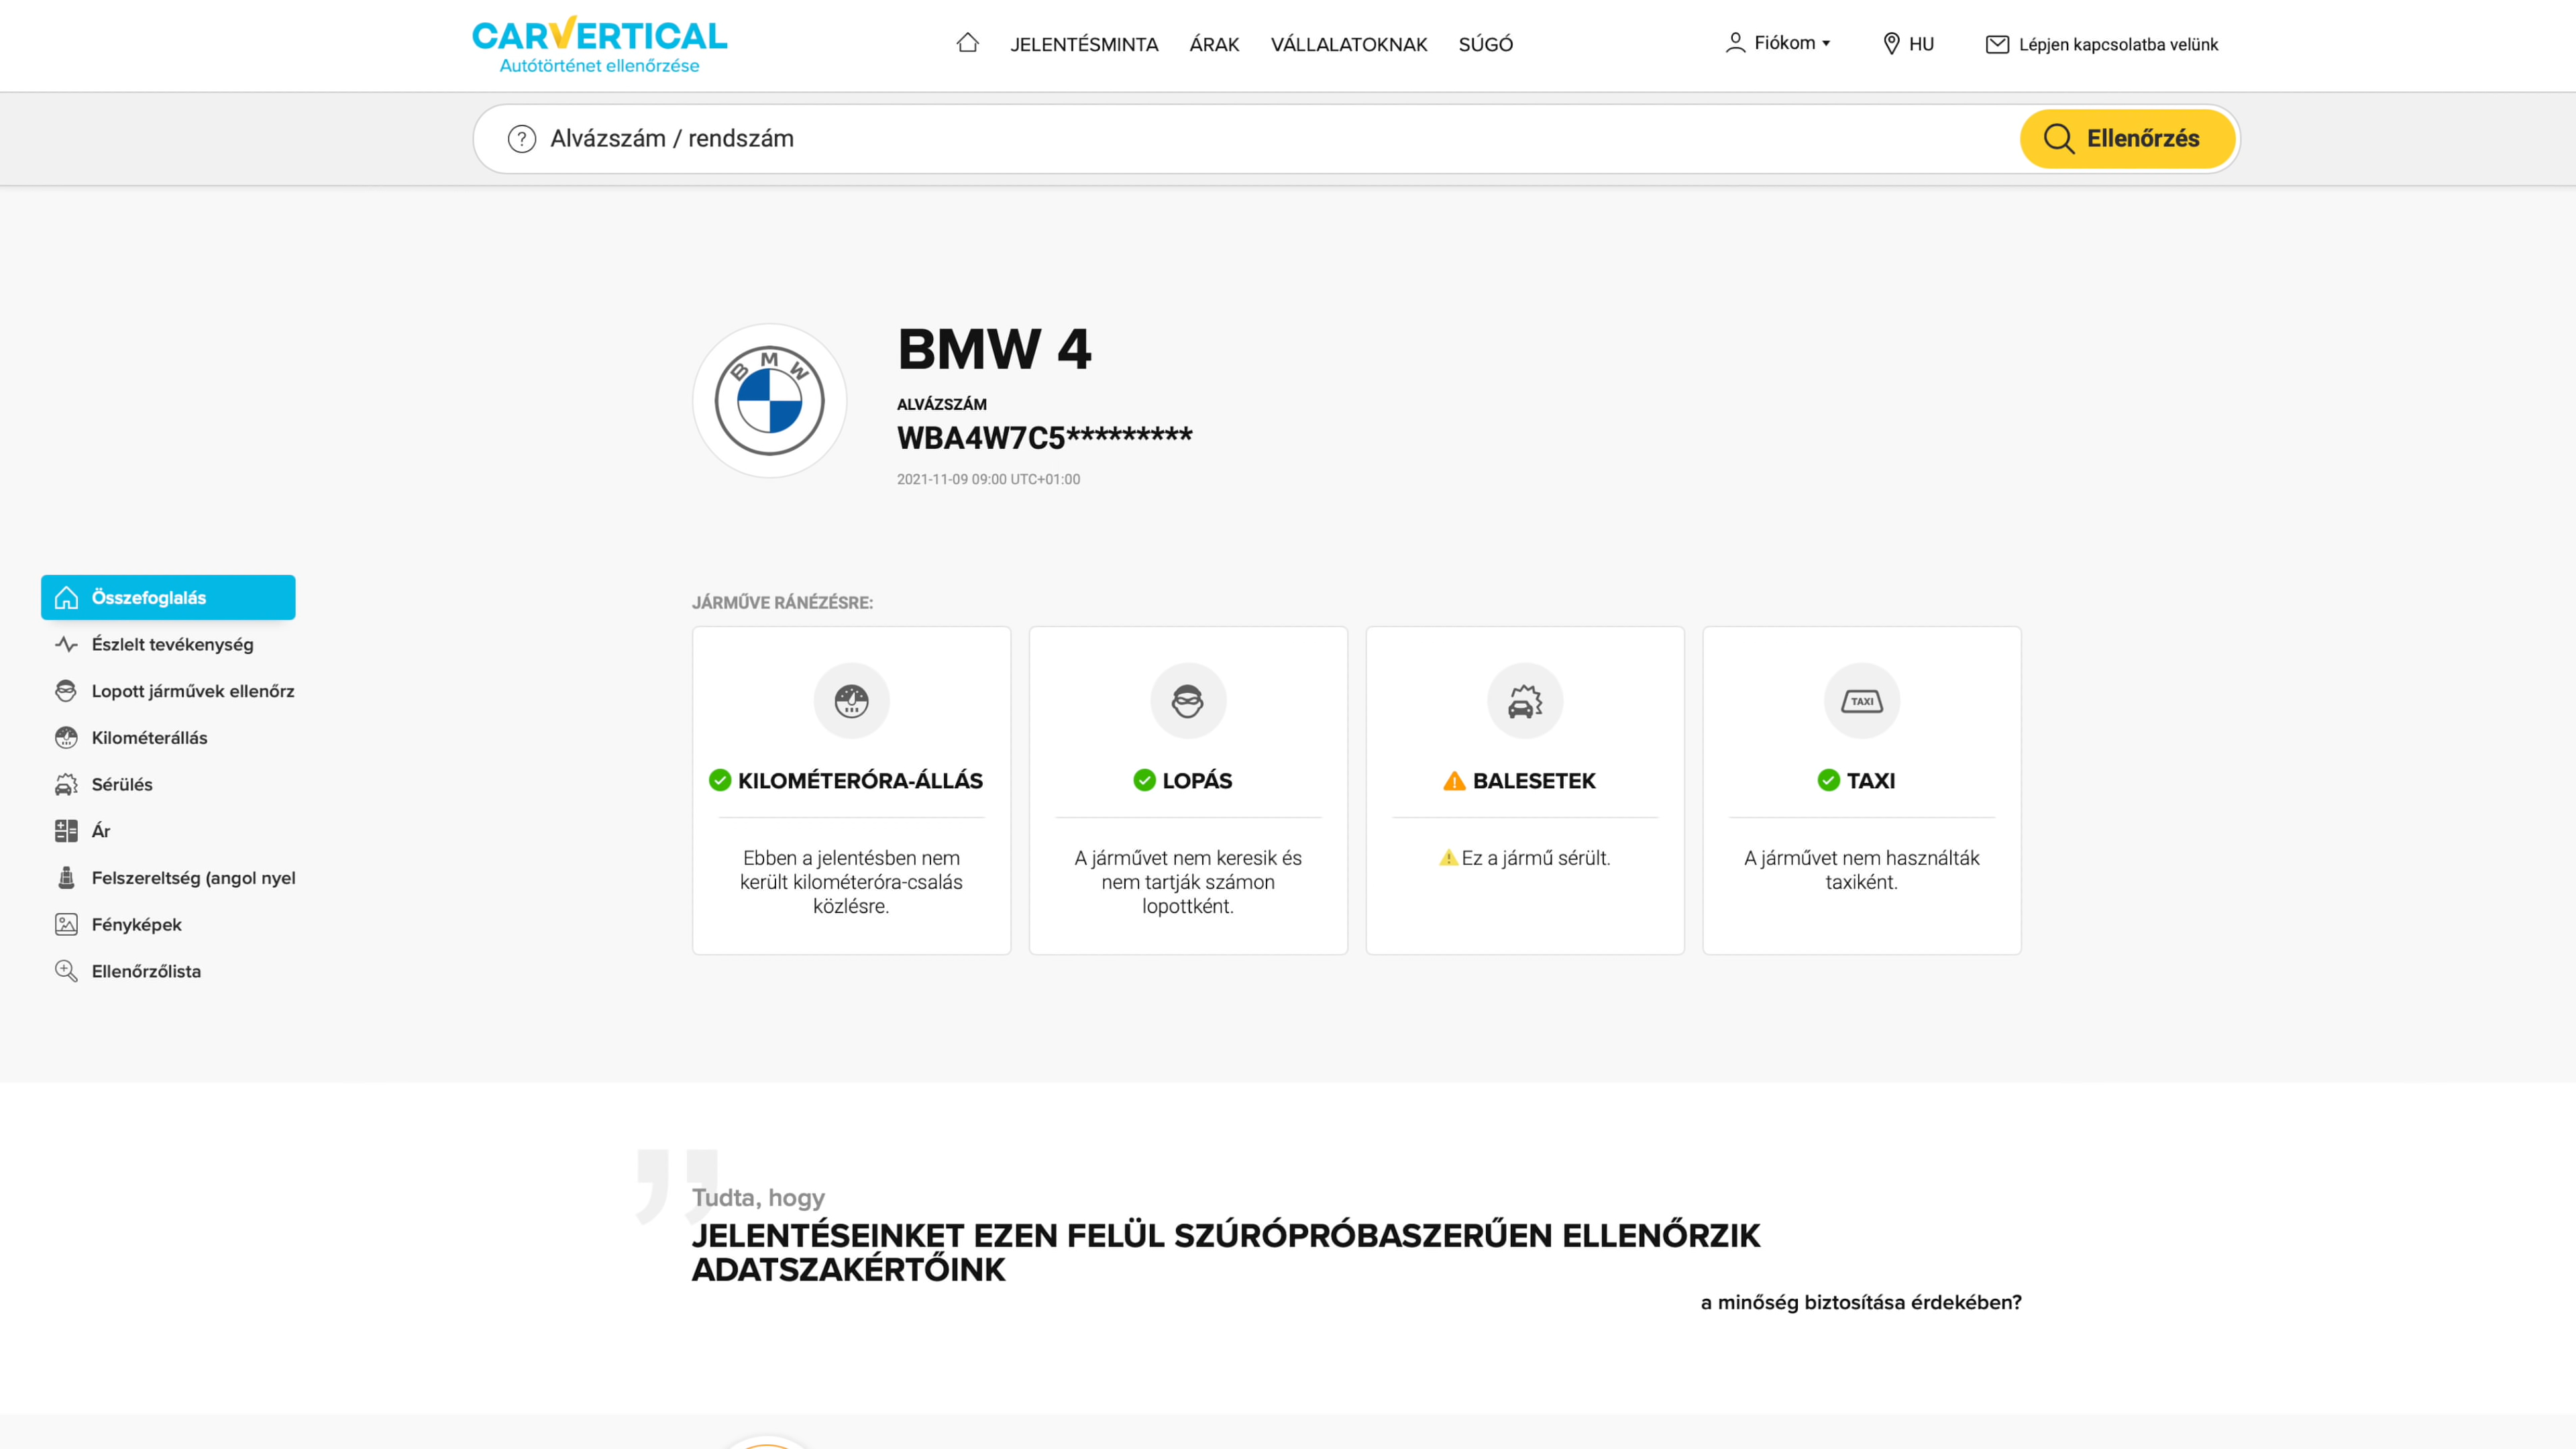 CARVERTICAL
Autótörténet ellenőrzése
JELENTÉSMINTA
ÁRAK
VÁLLALATOKNAK
SÚGÓ
Fiókom
HU
Lépjen kapcsolatba velünk
Alvázszám / rendszám
Ellenőrzés
BMW
BMW 4
ALVÁZSZÁM
WBA4W7C5*********
2021-11-09 09:00 UTC+01:00
Összefoglalás
Észlelt tevékenység
Lopott járművek ellenőrz
Kilométerállás
Sérülés
Ár
Felszereltség (angol nyel
Fényképek
Ellenőrzőlista
JÁRMŰVE RÁNÉZÉSRE:
KILOMÉTERÓRA-ÁLLÁS
Ebben a jelentésben nem
került kilométeróra-csalás
közlésre.
LOPÁS
A járművet nem keresik és
nem tartják számon
lopottként.
BALESETEK
Ez a jármű sérült.
TAXI
TAXI
A járművet nem használták
taxiként.
Tudta, hogy
JELENTÉSEINKET EZEN FELÜL SZÚRÓPRÓBASZERŰEN ELLENŐRZIK
ADATSZAKÉRTŐINK
a minőség biztosítása érdekében?